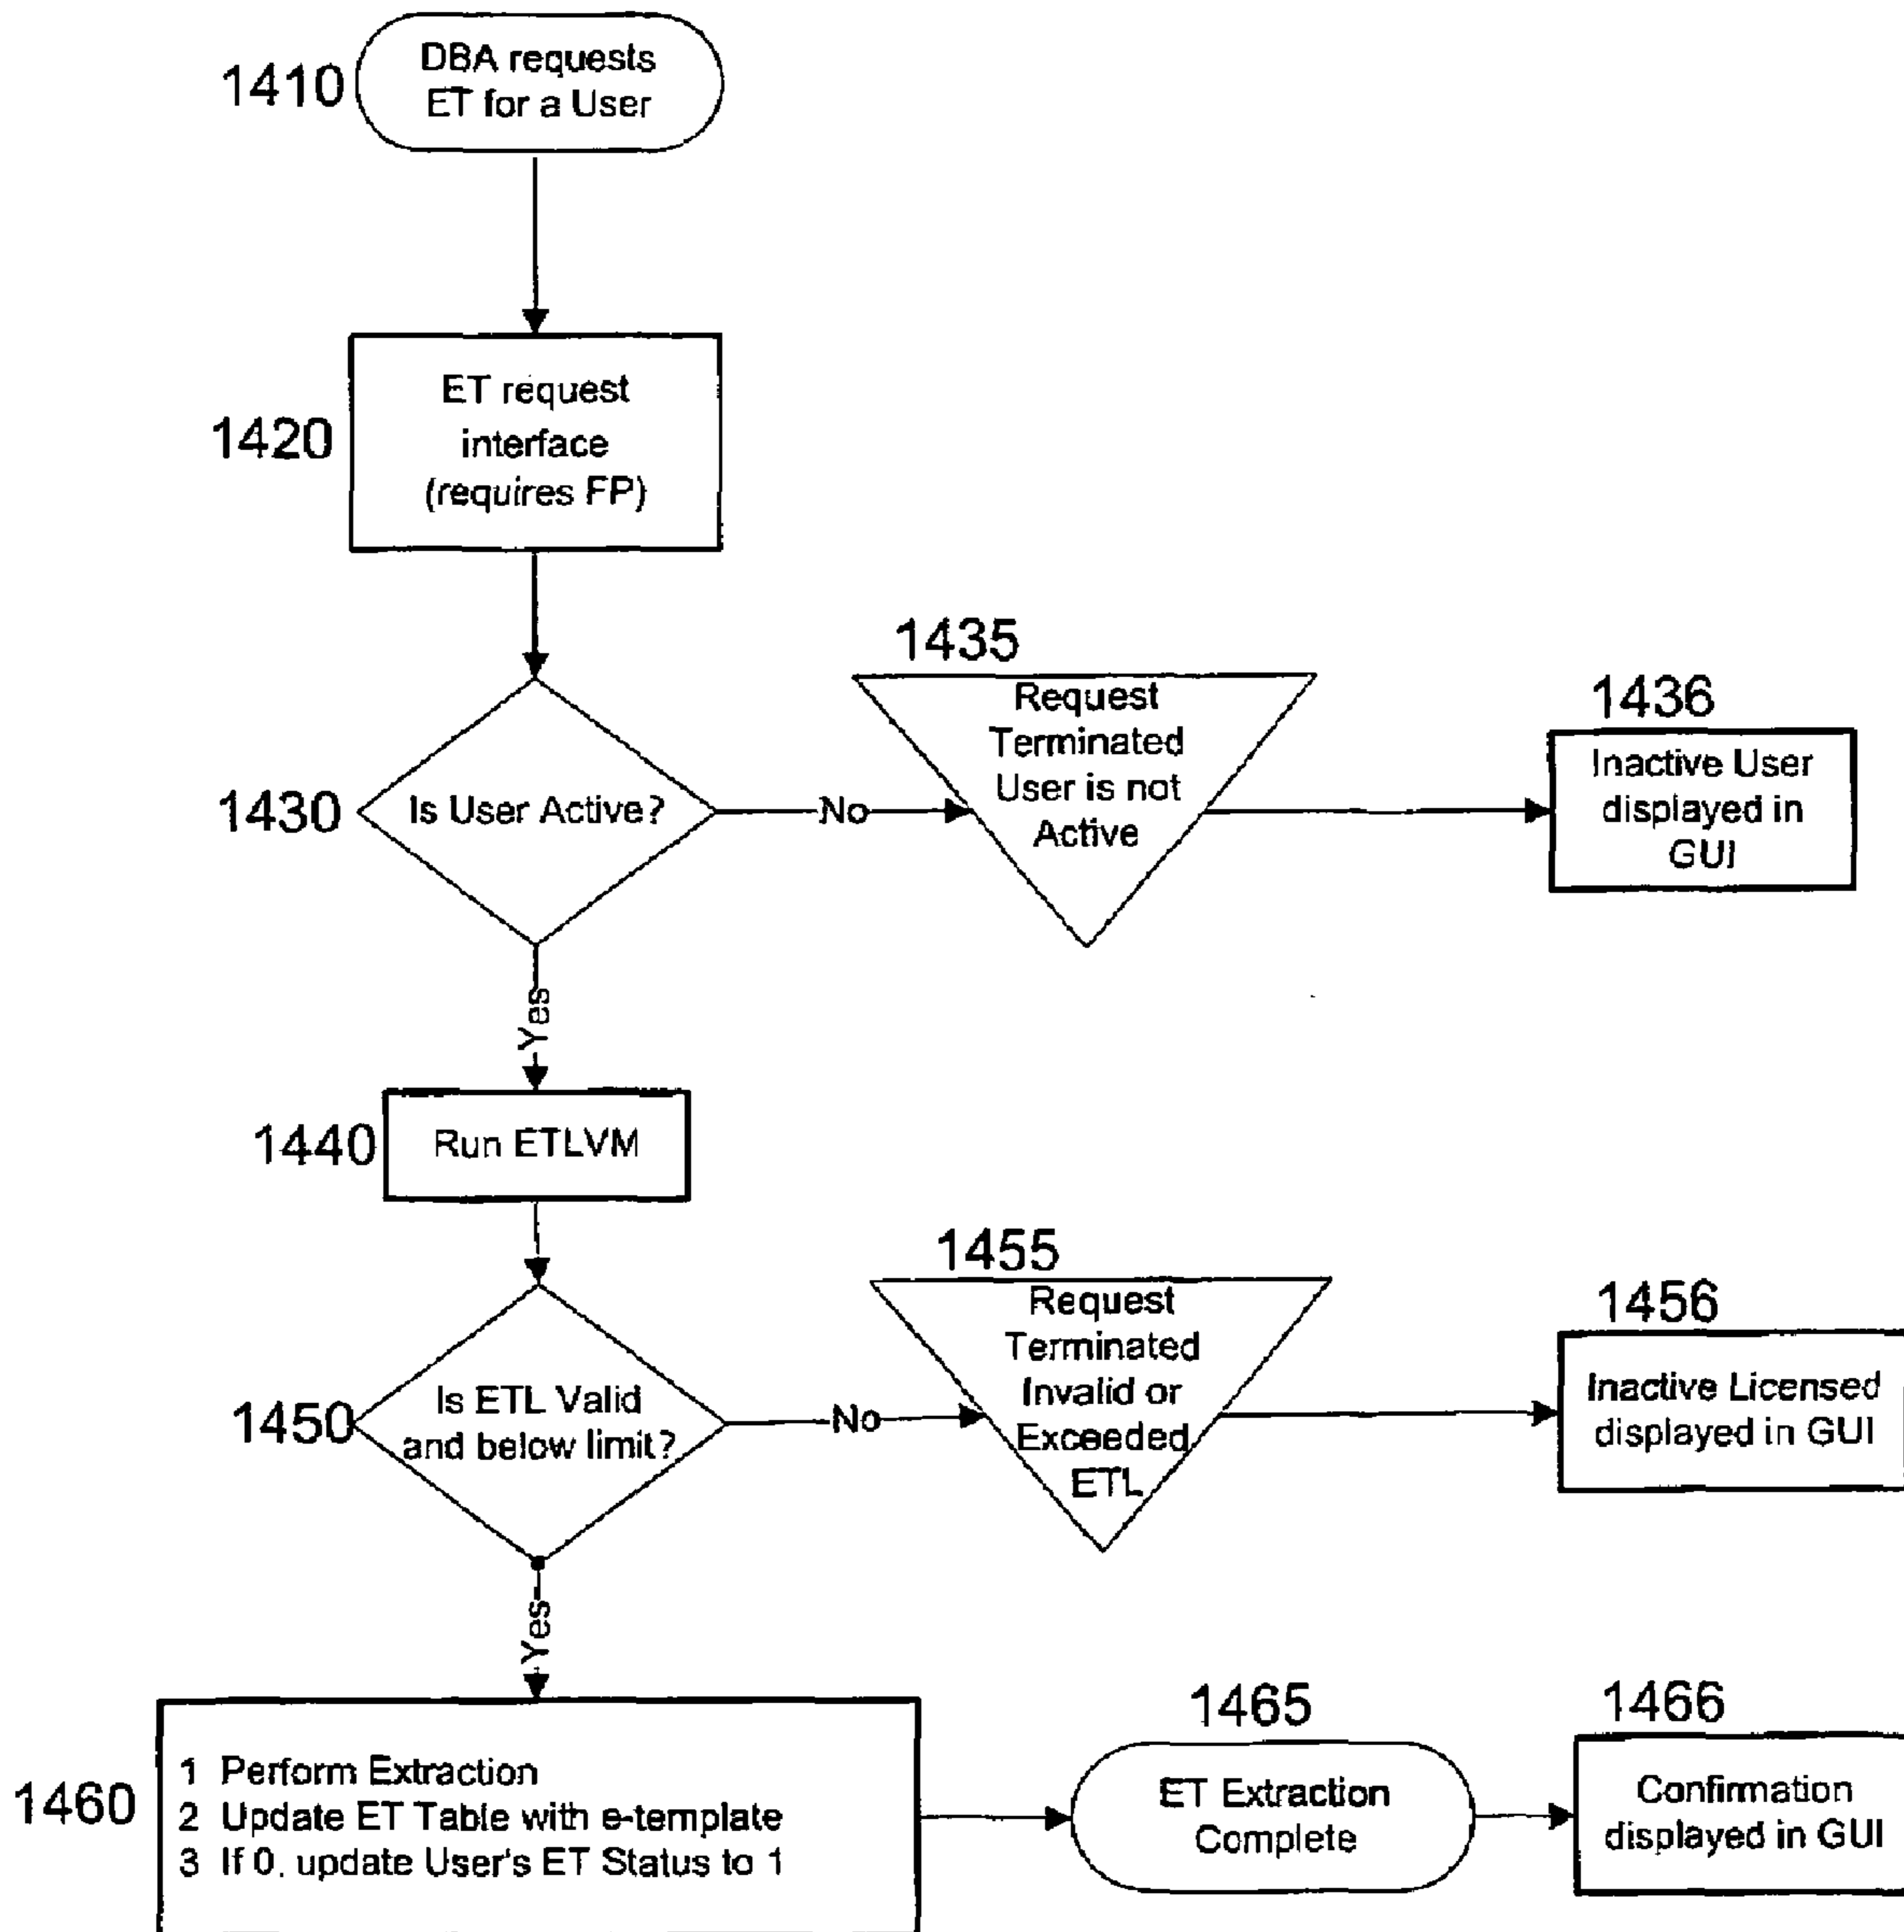 1410
DBA requests
ET for a User
1420
ET request
interface
(requires FP)
1430
Is User Active?
No
1435
Request
Terminated
User is not
Active
1436
Inactive User
displayed in
GUI
Yes
1440
Run ETLVM
1450
Is ETL Valid
and below limit?
No
1455
Request
Terminated
Invalid or
Exceeded
ETL
1456
Inactive Licensed
displayed in GUI
Yes
1460
1 Perform Extraction
2 Update ET Table with e-template
3 If 0. update User's ET Status to 1
1465
ET Extraction
Complete
1466
Confirmation
displayed in GUI